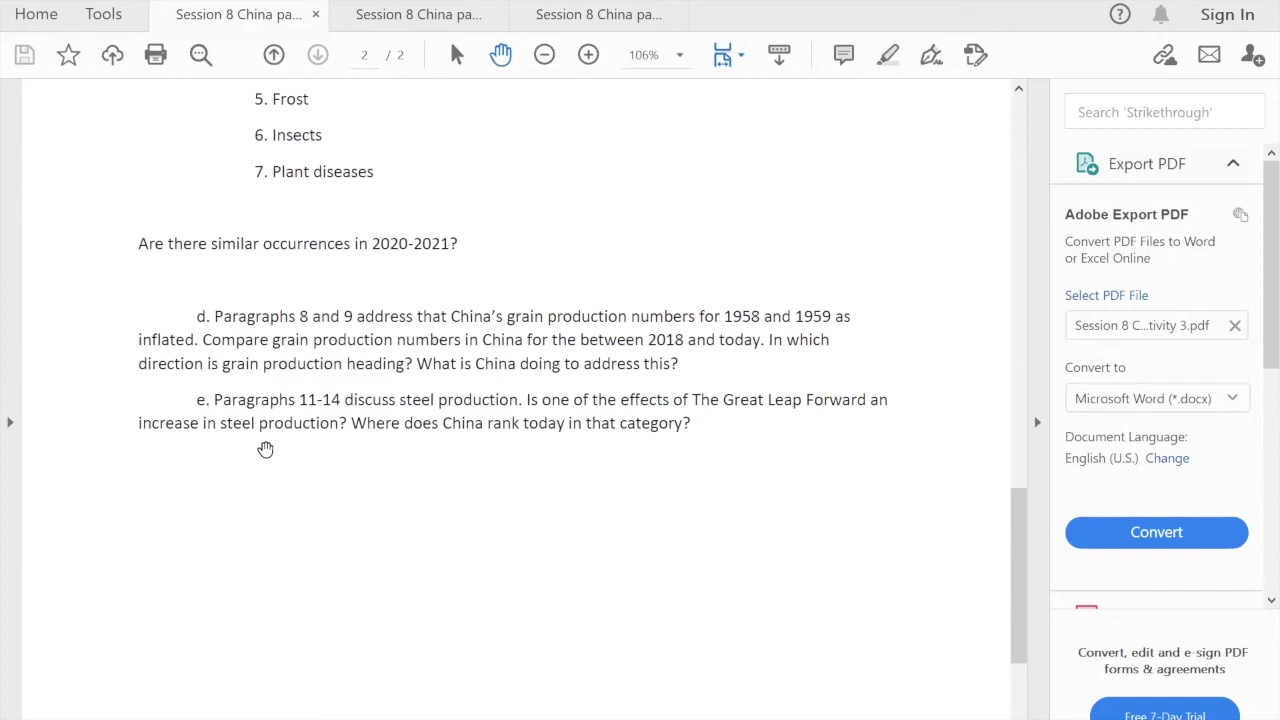 Home Tools Session 8 China pa... × Session 8 China pa... Session 8 China pa... Sign In
2 / 2 106%
5. Frost
6. Insects
7. Plant diseases
Are there similar occurrences in 2020-2021?
d. Paragraphs 8 and 9 address that China’s grain production numbers for 1958 and 1959 as
inflated. Compare grain production numbers in China for the between 2018 and today. In which
direction is grain production heading? What is China doing to address this?
e. Paragraphs 11-14 discuss steel production. Is one of the effects of The Great Leap Forward an
increase in steel production? Where does China rank today in that category?
Search 'Strikethrough'
Export PDF
Adobe Export PDF
Convert PDF Files to Word
or Excel Online
Select PDF File
Session 8 C...tivity 3.pdf
Convert to
Microsoft Word (*.docx)
Document Language:
English (U.S.) Change
Convert
Convert, edit and e-sign PDF
forms & agreements
Free 7-Day Trial